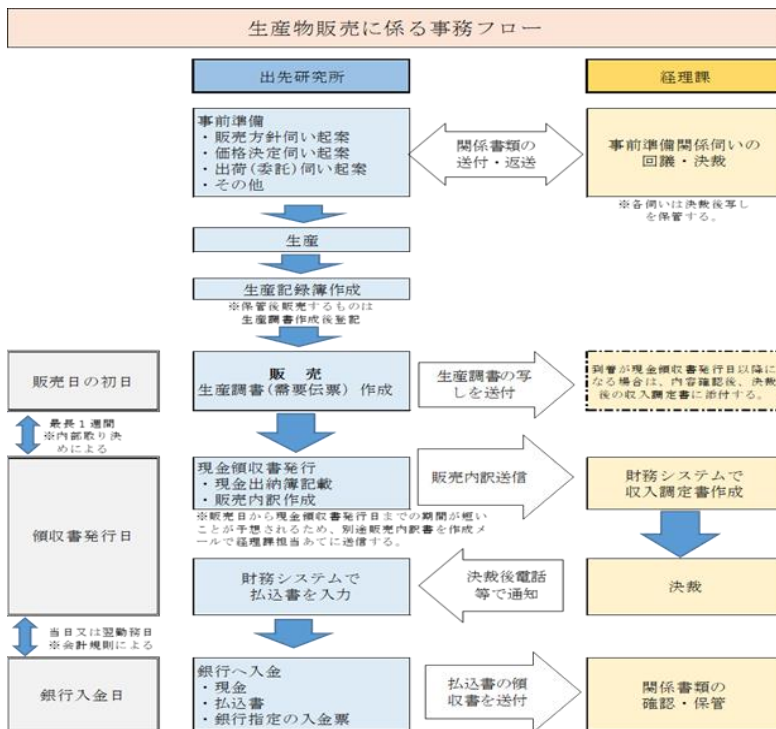 生産物販売に係る事務フロー
出先研究所
経理課
事前準備
・販売方針伺い起案
・価格決定伺い起案
・出荷(委託)伺い起案
・その他
関係書類の
送付・返送
事前準備関係伺いの
回議・決裁
※各伺いは決裁後写し
を保管する。
生産
生産記録簿作成
※保管後販売するものは
生産調書作成後登記
販売日の初日
販　売
生産調書(需要伝票) 作成
生産調書の写
しを送付
到着が現金領収書発行日以降に
なる場合は、内容確認後、決裁
後の収入調定書に添付する。
最長１週間
※内部取り決
めによる
領収書発行日
現金領収書発行
・現金出納簿記載
・販売内訳作成
※販売日から現金領収書発行日までの期間が短い
ことが予想されるため、別途販売内訳書を作成メ
ールで経理課担当あてに送信する。
販売内訳送信
財務システムで
収入調定書作成
財務システムで
払込書を入力
決裁後電話
等で通知
決裁
当日又は翌勤務日
※会計規則による
銀行入金日
銀行へ入金
・現金
・払込書
・銀行指定の入金票
払込書の領
収書を送付
関係書類の
確認・保管